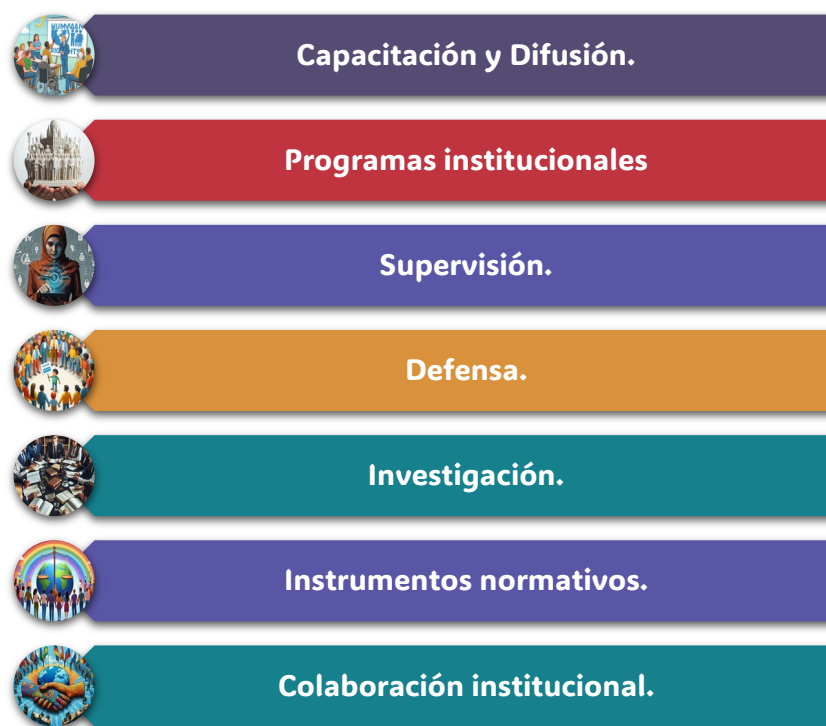 Capacitación y Difusión.
Programas institucionales
Supervisión.
Defensa.
Investigación.
Instrumentos normativos.
Colaboración institucional.